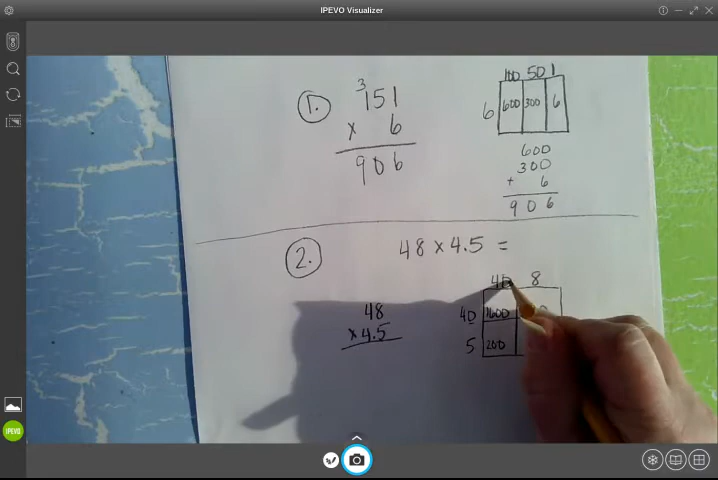 IPEVO Visualizer
1.
3
151
x 6
906
100 50 1
6 600 300 6
600
300
+ 6
906
2.
48 x 4.5 =
48
x 4.5
40 8
40 1600
5 200
IPEVO